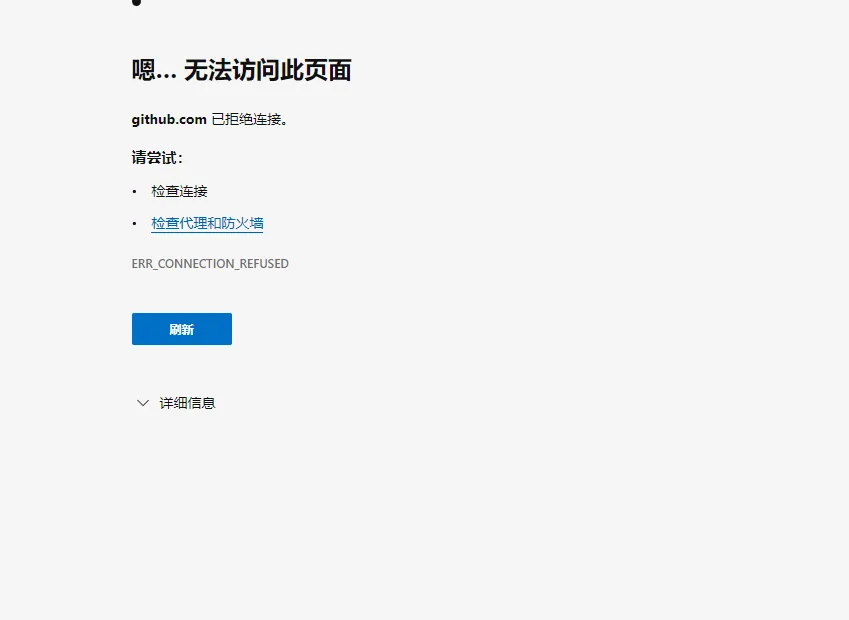 嗯… 无法访问此页面
github.com 已拒绝连接。
请尝试：
• 检查连接
• 检查代理和防火墙
ERR_CONNECTION_REFUSED
刷新
详细信息